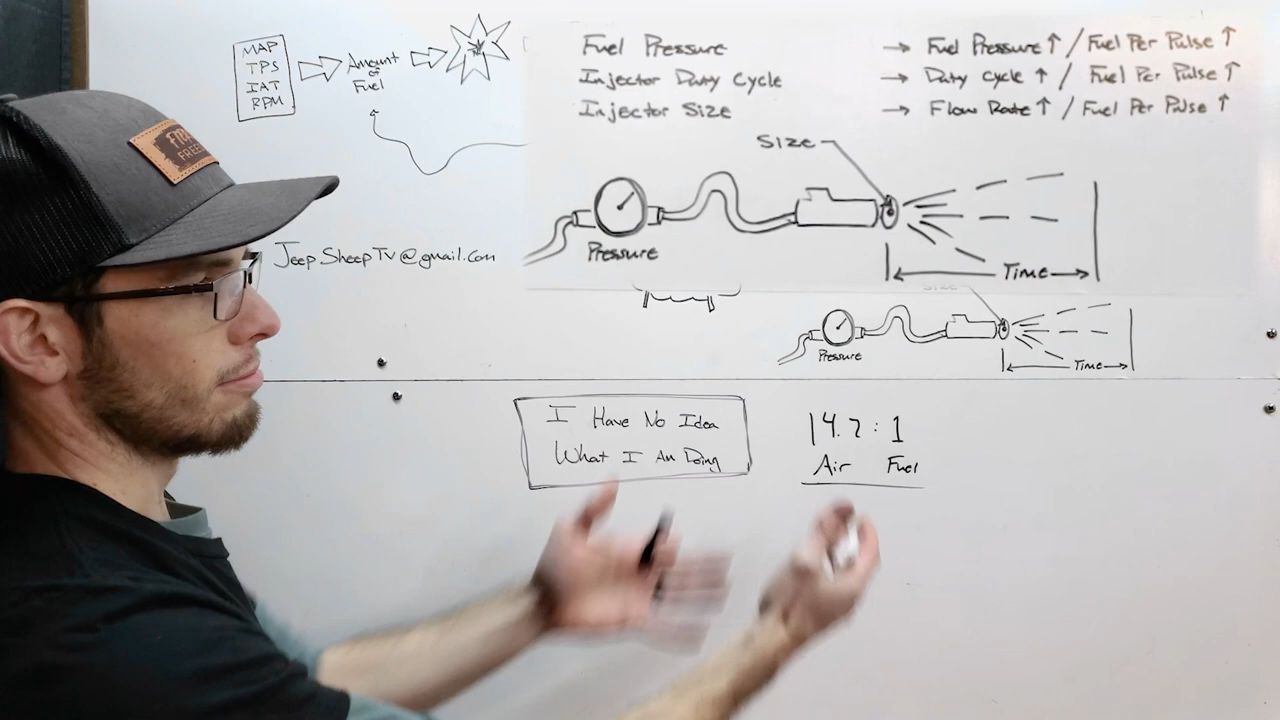 MAP
TPS
IAT
RPM
Amount
of
Fuel
Fuel Pressure
Injector Duty Cycle
Injector Size
→ Fuel Pressure ↑ / Fuel Per Pulse ↑
→ Duty Cycle ↑ / Fuel Per Pulse ↑
→ Flow Rate ↑ / Fuel Per Pulse ↑
Size
Pressure
Time
JeepSheepTv@gmail.com
Size
Pressure
Time
I Have No Idea
What I Am Doing
14.7 : 1
Air Fuel